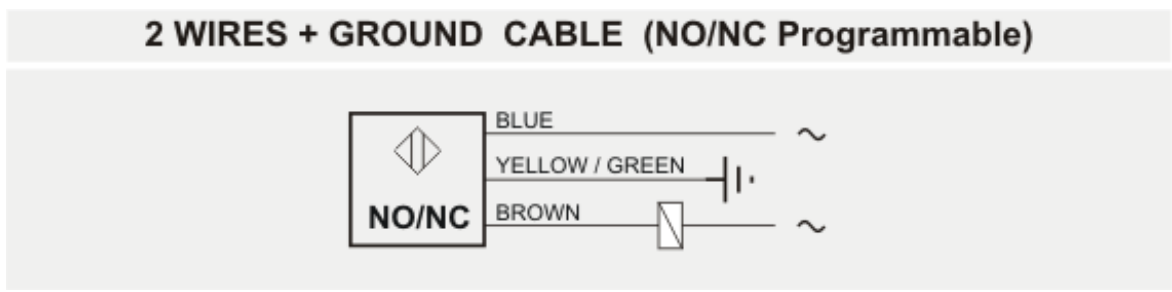 2 WIRES + GROUND CABLE (NO/NC Programmable)
BLUE
~
YELLOW / GREEN
NO/NC
BROWN
~